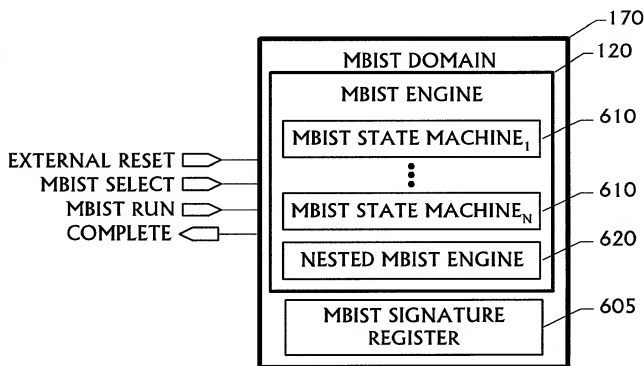 170
MBIST DOMAIN
120
MBIST ENGINE
610
MBIST STATE MACHINE1
EXTERNAL RESET
MBIST SELECT
MBIST RUN
COMPLETE
610
MBIST STATE MACHINEN
620
NESTED MBIST ENGINE
605
MBIST SIGNATURE
REGISTER